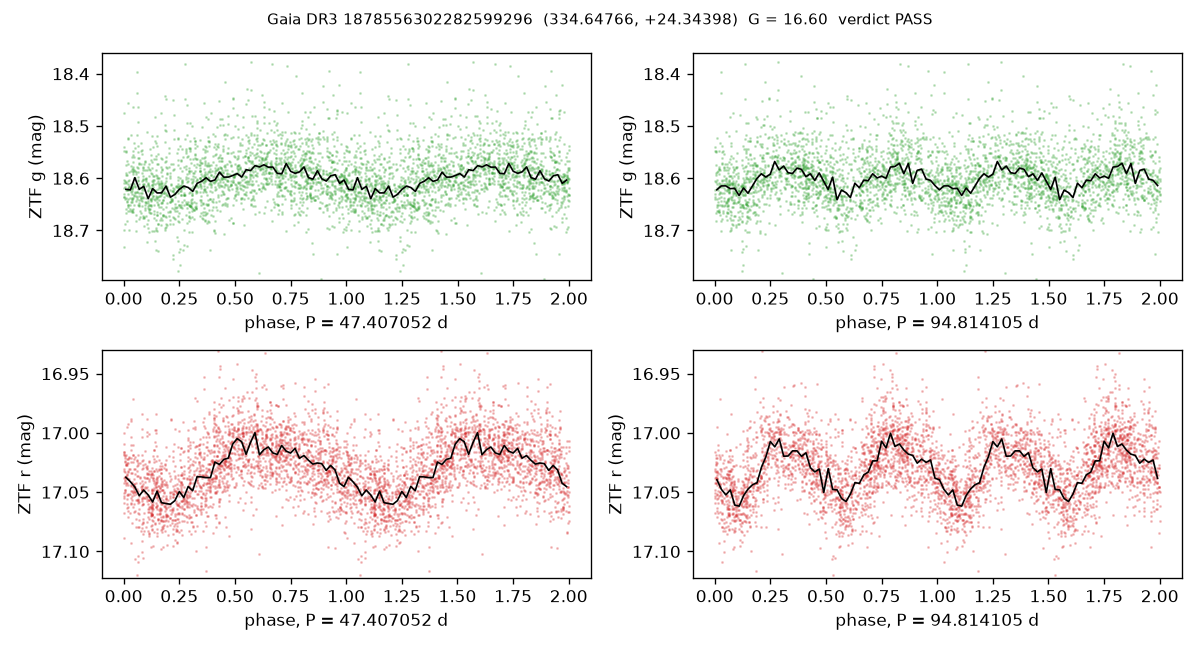 Gaia DR3 1878556302282599296 (334.64766, +24.34398) G = 16.60 verdict PASS
ZTF g (mag)
18.4
18.5
18.6
18.7
0.00 0.25 0.50 0.75 1.00 1.25 1.50 1.75 2.00
phase, P = 47.407052 d
ZTF g (mag)
18.4
18.5
18.6
18.7
0.00 0.25 0.50 0.75 1.00 1.25 1.50 1.75 2.00
phase, P = 94.814105 d
ZTF r (mag)
16.95
17.00
17.05
17.10
0.00 0.25 0.50 0.75 1.00 1.25 1.50 1.75 2.00
phase, P = 47.407052 d
ZTF r (mag)
16.95
17.00
17.05
17.10
0.00 0.25 0.50 0.75 1.00 1.25 1.50 1.75 2.00
phase, P = 94.814105 d